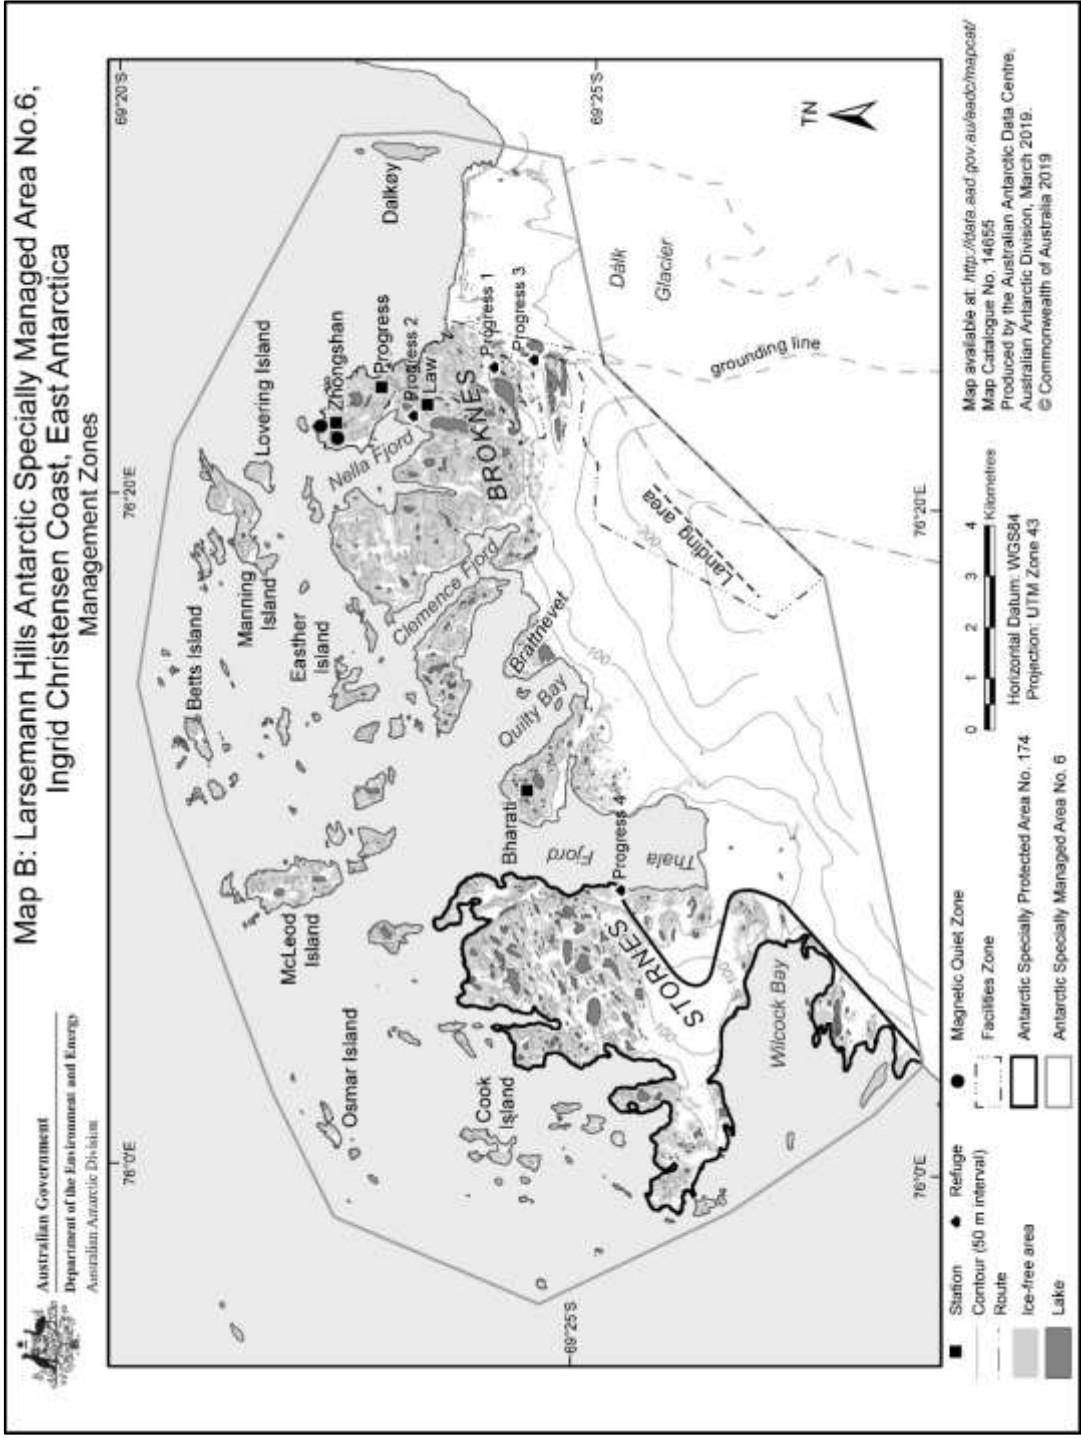 Australian Government
Department of the Environment and Energy
Australian Antarctic Division
Map B: Larsemann Hills Antarctic Specially Managed Area No.6,
Ingrid Christensen Coast, East Antarctica
Management Zones
76°0'E
76°20'E
69°20'S
69°25'S
69°25'S
76°0'E
76°20'E
Betts Island
Manning
Island
Lovering Island
Easther
Island
McLeod
Island
Osmar Island
Cook
Island
Dalkøy
Zhongshan
Progress
Progress 2
Law
Progress 1
Progress 3
Nella Fjord
BROKNES
Clemence Fjord
Brattnevet
Quilty Bay
Bharati
Thala
Fjord
Progress 4
STORNES
Wilcock Bay
100
100
100
100
Landing area
Dålk
Glacier
grounding line
TN
Station
Refuge
Contour (50 m interval)
Route
Ice-free area
Lake
Magnetic Quiet Zone
Facilities Zone
Antarctic Specially Protected Area No. 174
Antarctic Specially Managed Area No. 6
0 1 2 3 4
Kilometres
Horizontal Datum: WGS84
Projection: UTM Zone 43
Map available at: http://data.aad.gov.au/aadc/mapcat/
Map Catalogue No. 14655
Produced by the Australian Antarctic Data Centre,
Australian Antarctic Division, March 2019.
© Commonwealth of Australia 2019